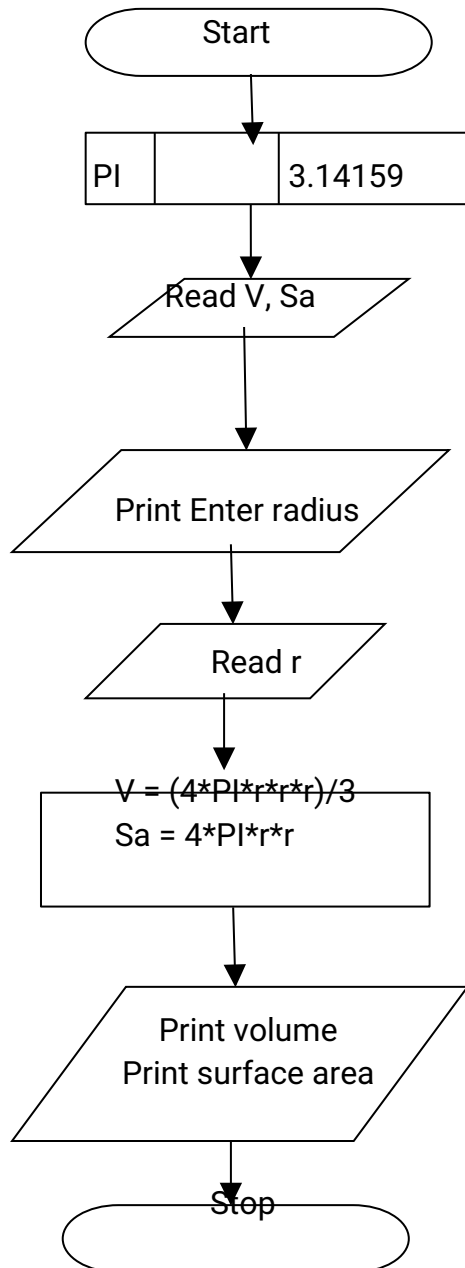 Start
PI 3.14159
Read V, Sa
Print Enter radius
Read r
V = (4*PI*r*r*r)/3
Sa = 4*PI*r*r
Print volume
Print surface area
Stop